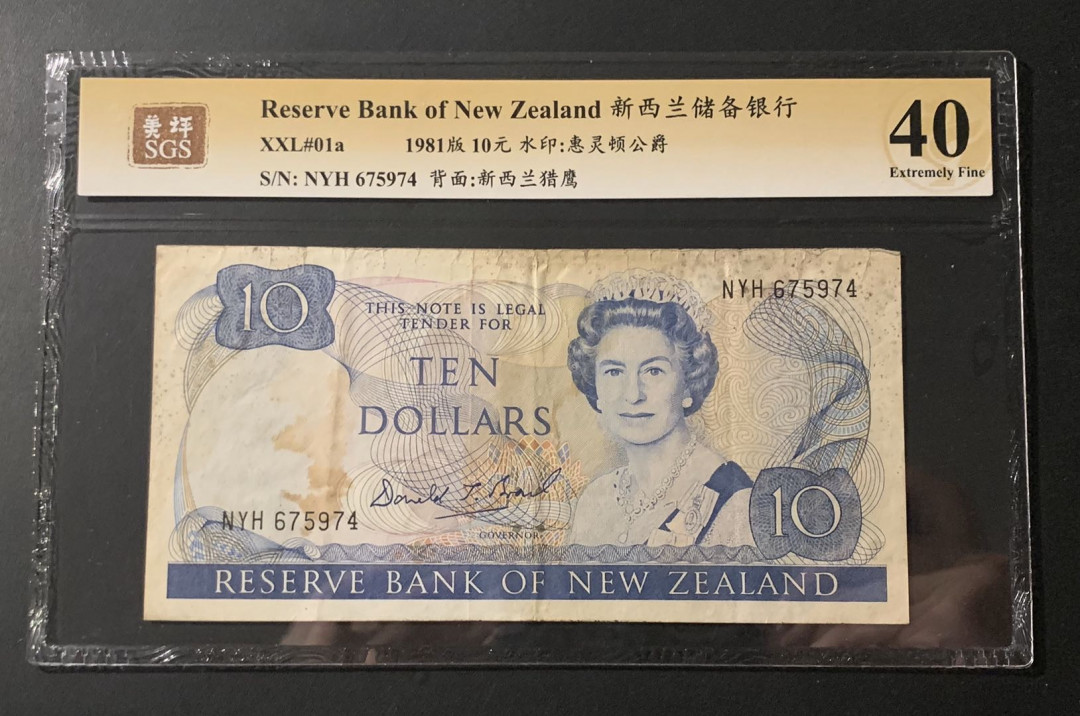 美评
SGS
Reserve Bank of New Zealand 新西兰储备银行
XXL#01a 1981版 10元 水印:惠灵顿公爵
S/N: NYH 675974 背面:新西兰猎鹰
40
Extremely Fine
10
NYH 675974
THIS NOTE IS LEGAL
TENDER FOR
TEN
DOLLARS
Donald T. Brash
NYH 675974
GOVERNOR
10
RESERVE BANK OF NEW ZEALAND